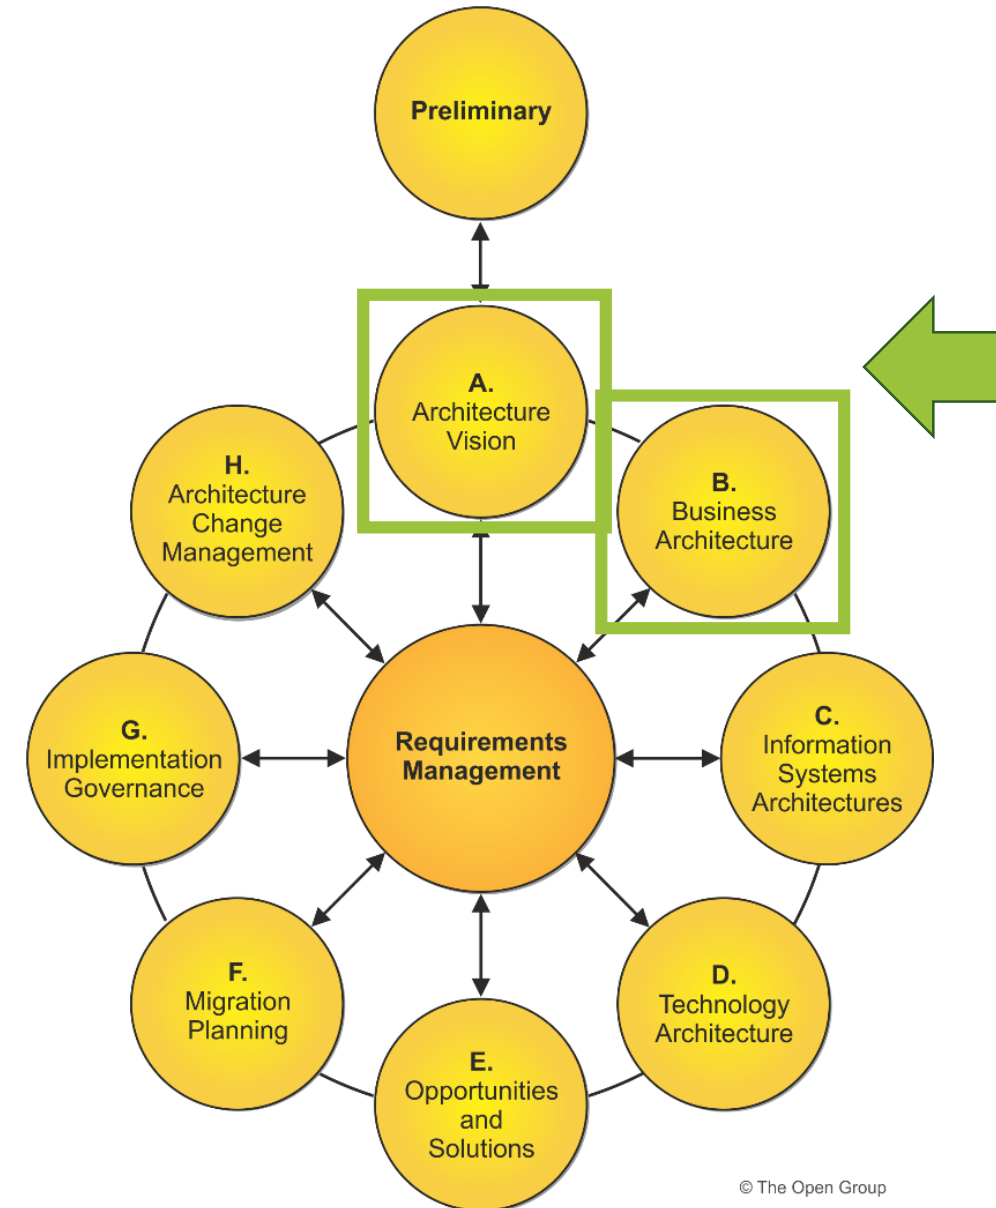 Preliminary
A.
Architecture
Vision
B.
Business
Architecture
H.
Architecture
Change
Management
C.
Information
Systems
Architectures
G.
Implementation
Governance
Requirements
Management
D.
Technology
Architecture
F.
Migration
Planning
E.
Opportunities
and
Solutions
© The Open Group